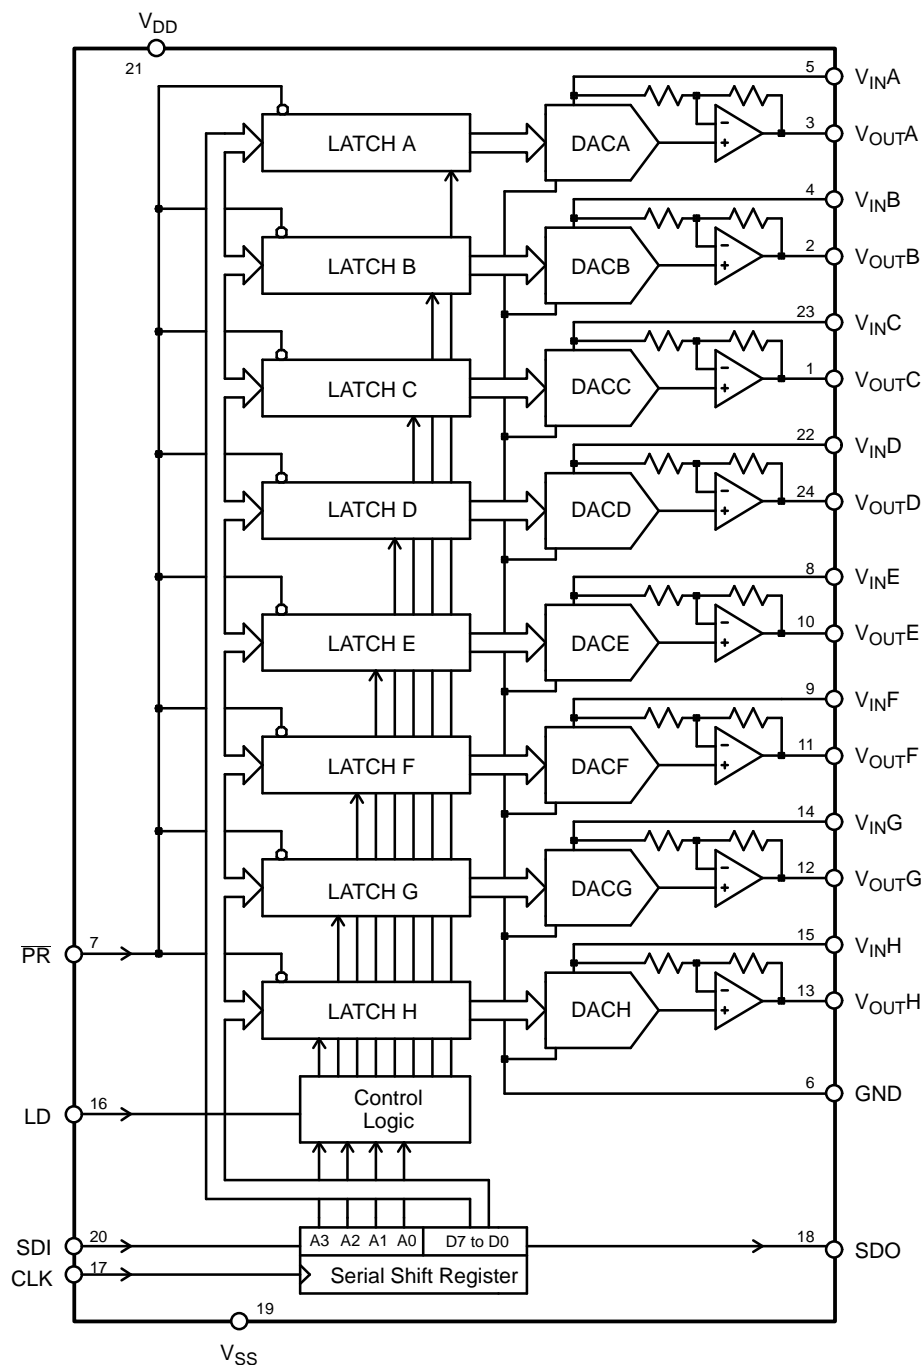 VDD
21
5 VINA
LATCH A DACA
3 VOUTA
4 VINB
LATCH B DACB
2 VOUTB
23 VINC
LATCH C DACC
1 VOUTC
22 VIND
LATCH D DACD
24 VOUTD
8 VINE
LATCH E DACE
10 VOUTE
9 VINF
LATCH F DACF
11 VOUTF
14 VING
LATCH G DACG
12 VOUTG
PR 7
15 VINH
LATCH H DACH
13 VOUTH
6 GND
LD 16
Control
Logic
SDI 20
A3 A2 A1 A0 D7 to D0
18 SDO
CLK 17
Serial Shift Register
19
VSS